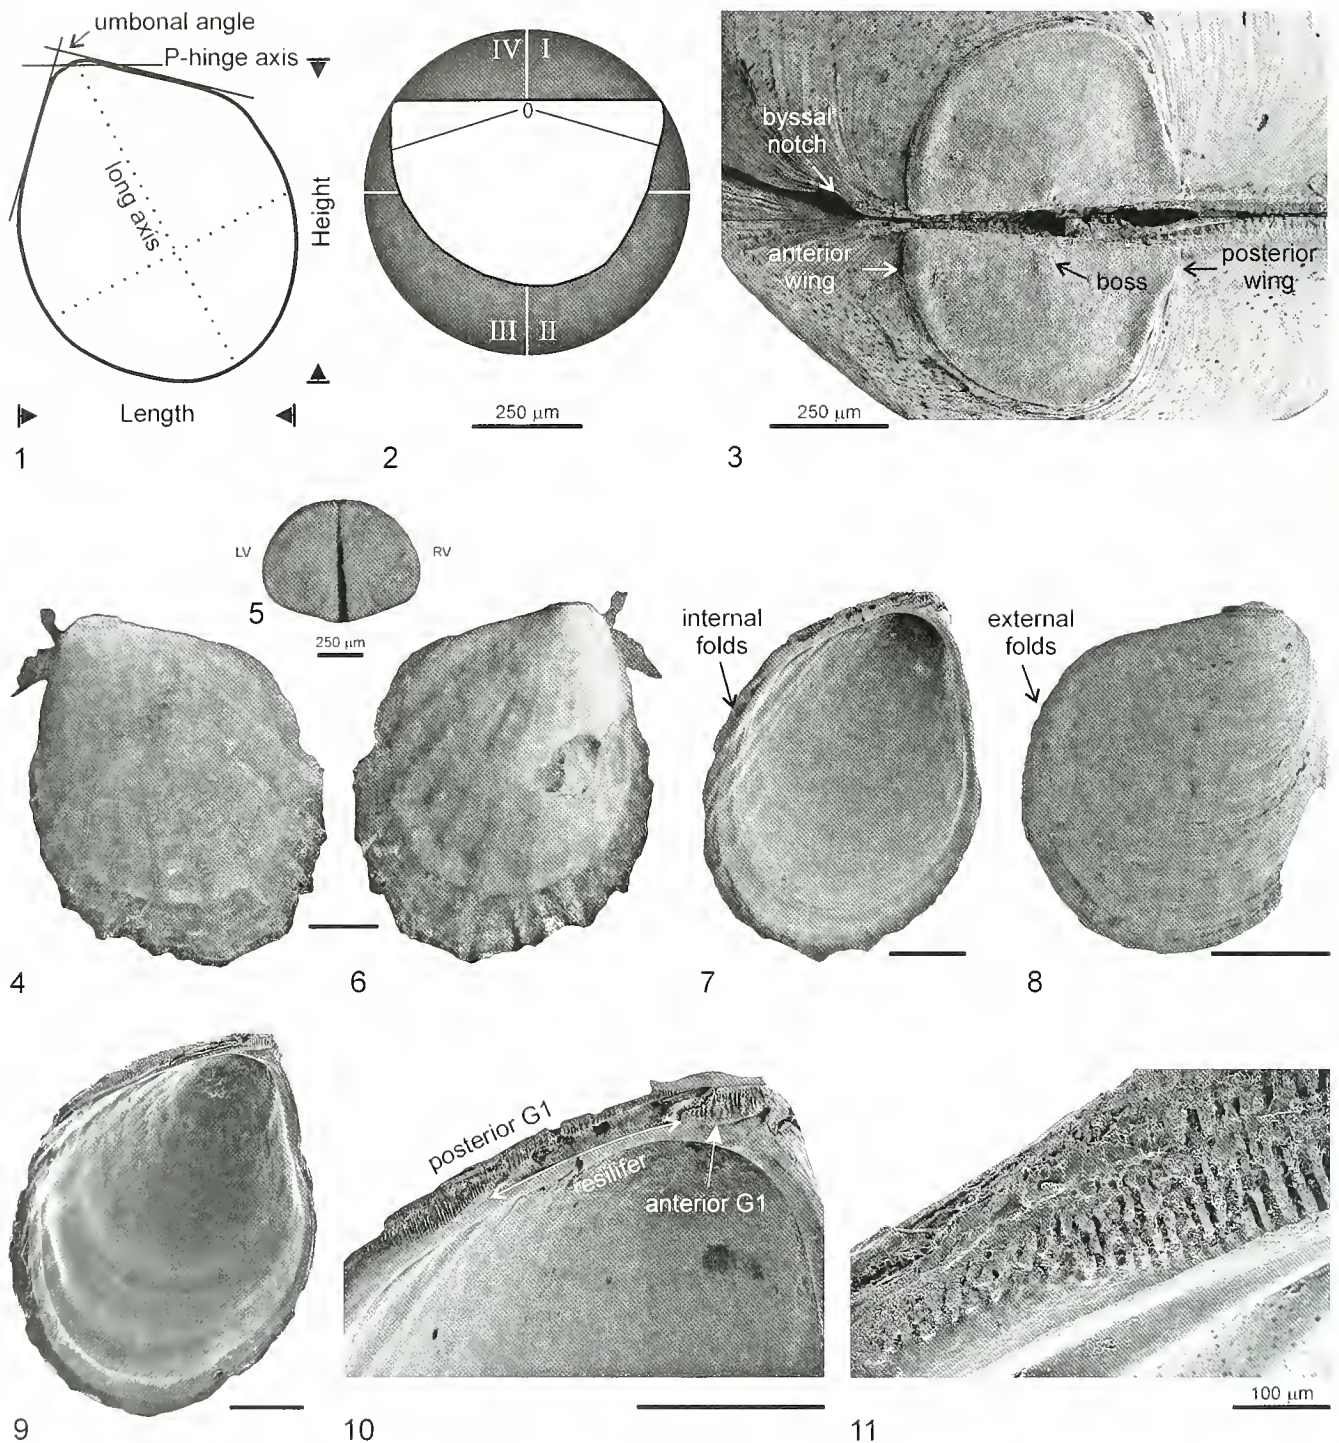 umbonal angle
P-hinge axis
long axis
Height
Length
1
IV I
0
III II
250 µm
2
byssal
notch
anterior
wing
boss
posterior
wing
250 µm
3
LV
RV
5
250 µm
4
6
internal
folds
7
external
folds
8
9
posterior G1
resilifer
anterior G1
10
100 µm
11